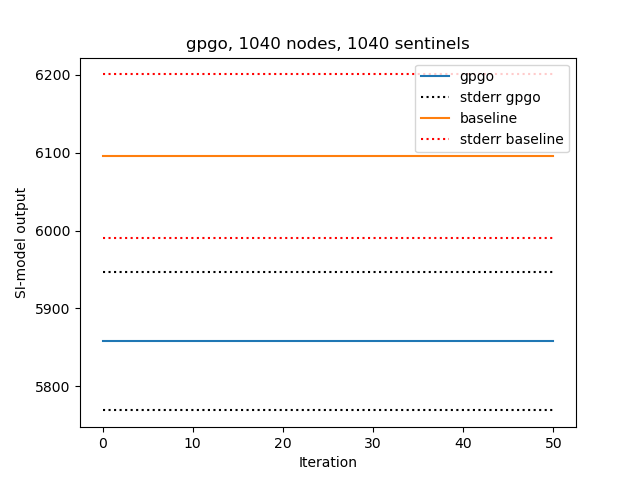 gpgo, 1040 nodes, 1040 sentinels
6200
6100
6000
5900
5800
SI-model output
gpgo
stderr gpgo
baseline
stderr baseline
0
10
20
30
40
50
Iteration